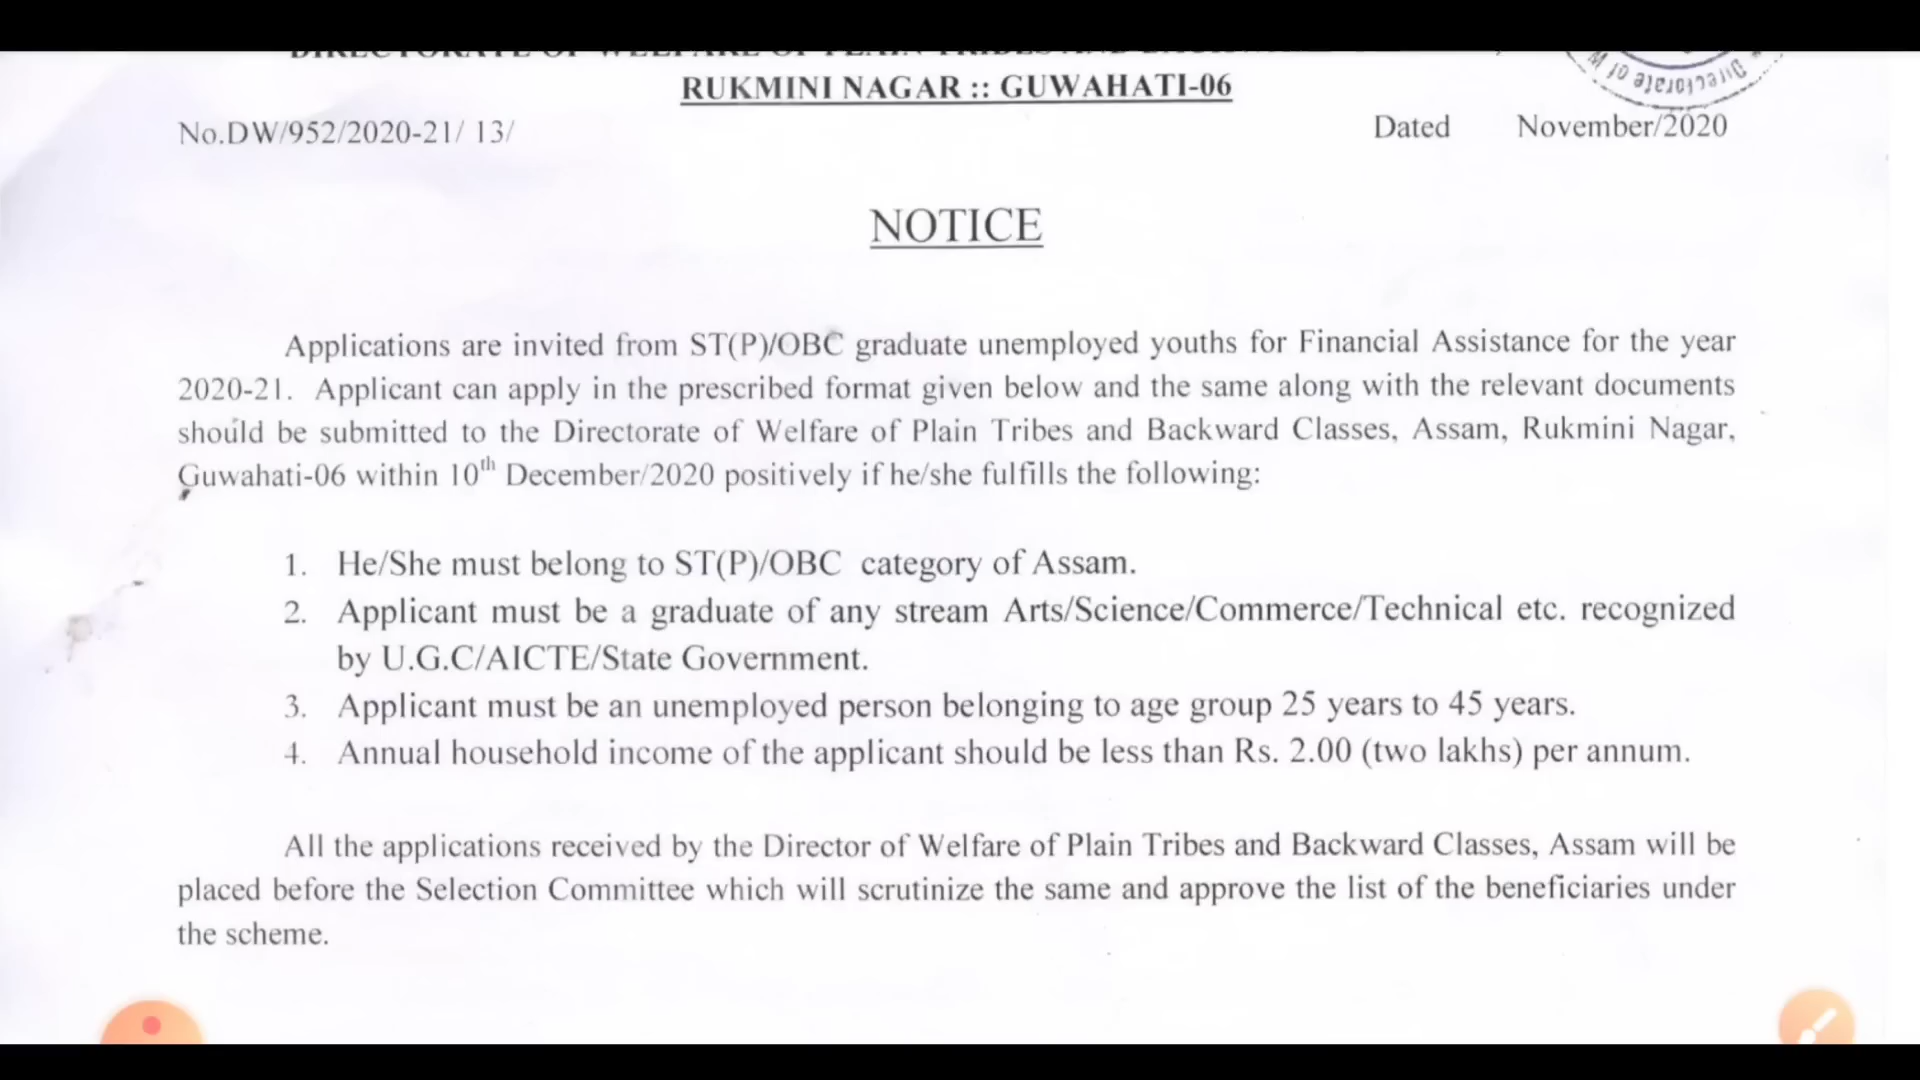 RUKMINI NAGAR :: GUWAHATI-06
Directorate of W
No.DW/952/2020-21/ 13/
Dated November/2020
NOTICE
Applications are invited from ST(P)/OBC graduate unemployed youths for Financial Assistance for the year
2020-21. Applicant can apply in the prescribed format given below and the same along with the relevant documents
should be submitted to the Directorate of Welfare of Plain Tribes and Backward Classes, Assam, Rukmini Nagar,
Guwahati-06 within 10th December/2020 positively if he/she fulfills the following:
1. He/She must belong to ST(P)/OBC category of Assam.
2. Applicant must be a graduate of any stream Arts/Science/Commerce/Technical etc. recognized
by U.G.C/AICTE/State Government.
3. Applicant must be an unemployed person belonging to age group 25 years to 45 years.
4. Annual household income of the applicant should be less than Rs. 2.00 (two lakhs) per annum.
All the applications received by the Director of Welfare of Plain Tribes and Backward Classes, Assam will be
placed before the Selection Committee which will scrutinize the same and approve the list of the beneficiaries under
the scheme.